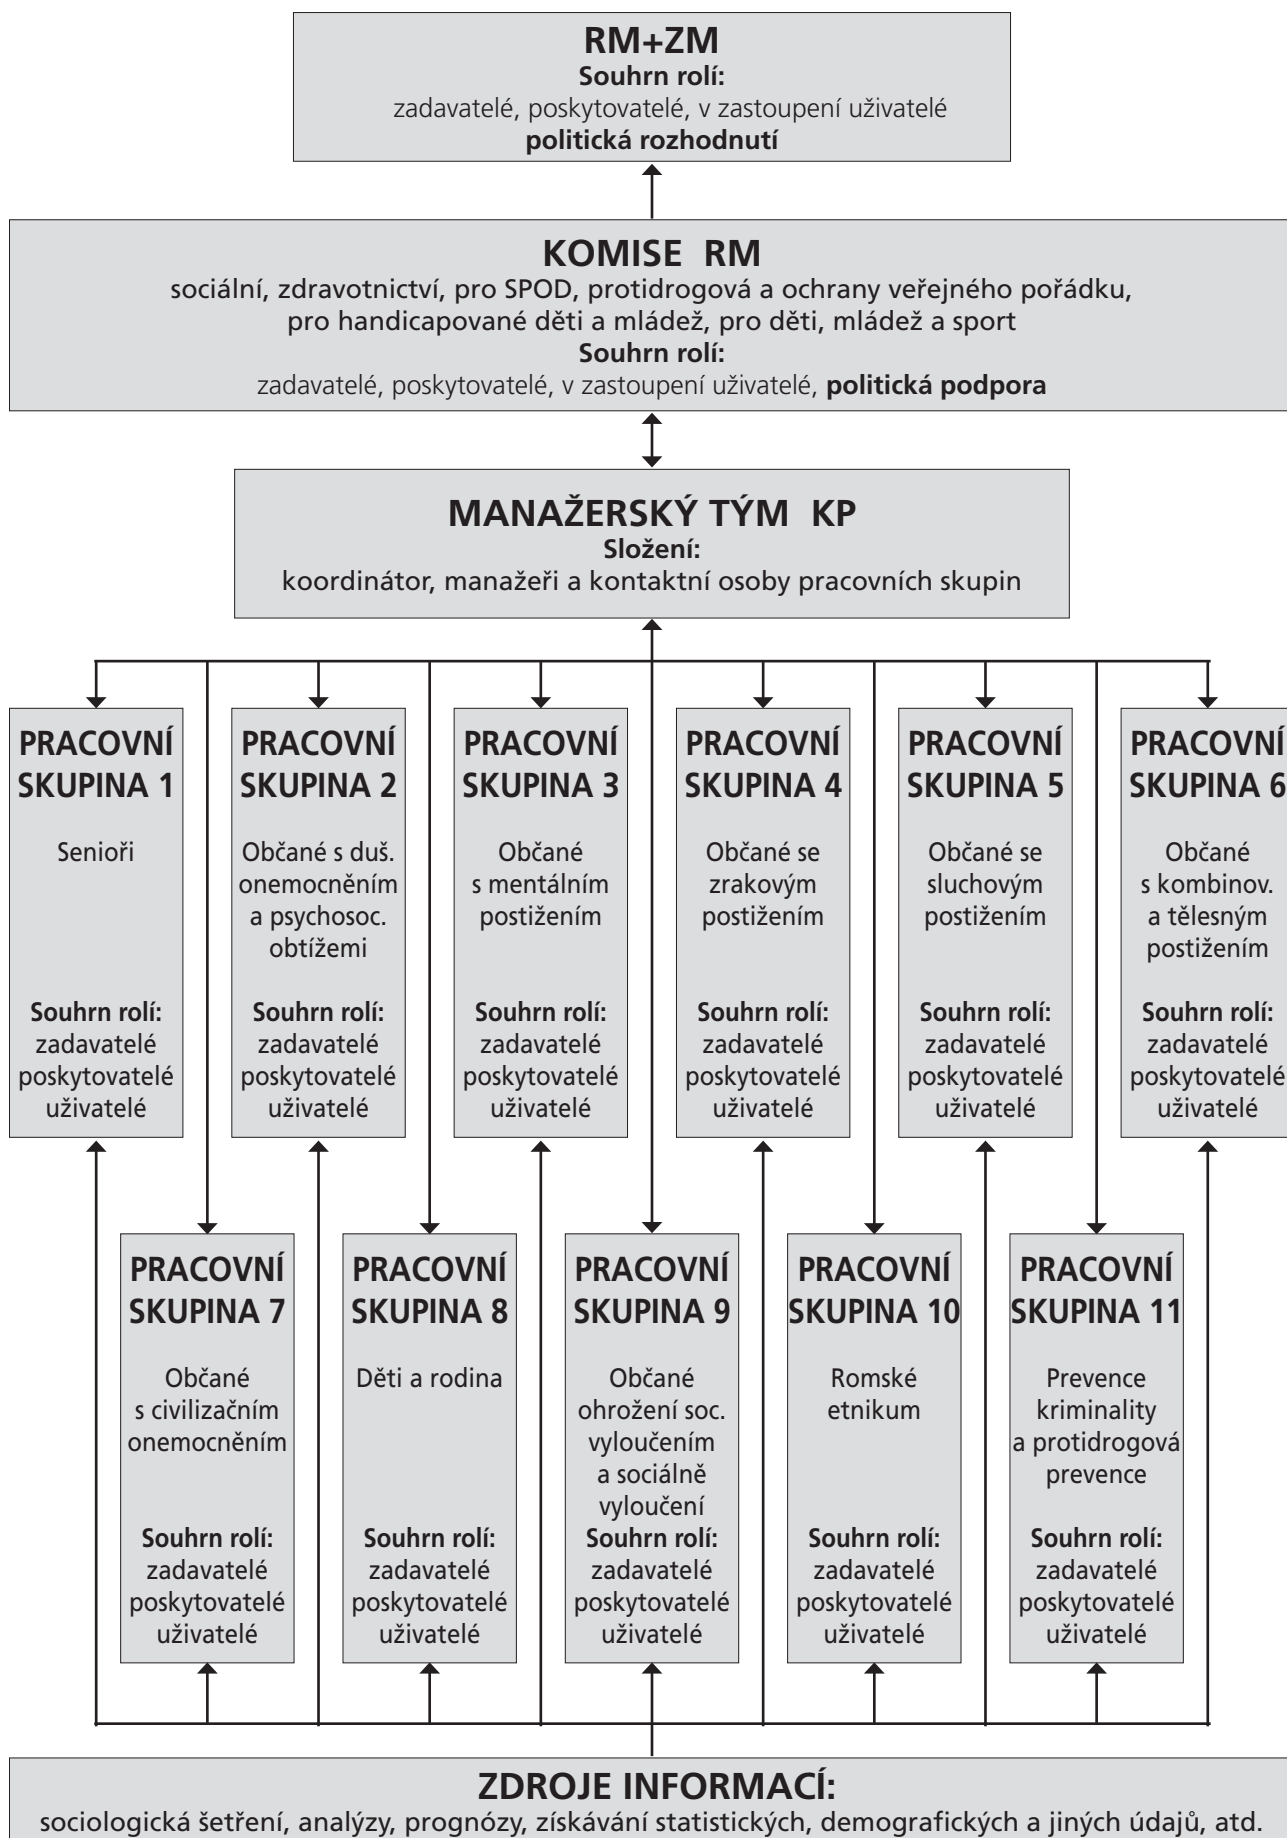 RM+ZM
Souhrn rolí:
zadavatelé, poskytovatelé, v zastoupení uživatelé
politická rozhodnutí
KOMISE RM
sociální, zdravotnictví, pro SPOD, protidrogová a ochrany veřejného pořádku,
pro handicapované děti a mládež, pro děti, mládež a sport
Souhrn rolí:
zadavatelé, poskytovatelé, v zastoupení uživatelé, politická podpora
MANAŽERSKÝ TÝM KP
Složení:
koordinátor, manažeři a kontaktní osoby pracovních skupin
PRACOVNÍ
SKUPINA 1
Senioři
Souhrn rolí:
zadavatelé
poskytovatelé
uživatelé
PRACOVNÍ
SKUPINA 2
Občané s duš.
onemocněním
a psychosoc.
obtížemi
Souhrn rolí:
zadavatelé
poskytovatelé
uživatelé
PRACOVNÍ
SKUPINA 3
Občané
s mentálním
postižením
Souhrn rolí:
zadavatelé
poskytovatelé
uživatelé
PRACOVNÍ
SKUPINA 4
Občané se
zrakovým
postižením
Souhrn rolí:
zadavatelé
poskytovatelé
uživatelé
PRACOVNÍ
SKUPINA 5
Občané se
sluchovým
postižením
Souhrn rolí:
zadavatelé
poskytovatelé
uživatelé
PRACOVNÍ
SKUPINA 6
Občané
s kombinov.
a tělesným
postižením
Souhrn rolí:
zadavatelé
poskytovatelé
uživatelé
PRACOVNÍ
SKUPINA 7
Občané
s civilizačním
onemocněním
Souhrn rolí:
zadavatelé
poskytovatelé
uživatelé
PRACOVNÍ
SKUPINA 8
Děti a rodina
Souhrn rolí:
zadavatelé
poskytovatelé
uživatelé
PRACOVNÍ
SKUPINA 9
Občané
ohrožení soc.
vyloučením
a sociálně
vyloučení
Souhrn rolí:
zadavatelé
poskytovatelé
uživatelé
PRACOVNÍ
SKUPINA 10
Romské
etnikum
Souhrn rolí:
zadavatelé
poskytovatelé
uživatelé
PRACOVNÍ
SKUPINA 11
Prevence
kriminality
a protidrogová
prevence
Souhrn rolí:
zadavatelé
poskytovatelé
uživatelé
ZDROJE INFORMACÍ:
sociologická šetření, analýzy, prognózy, získávání statistických, demografických a jiných údajů, atd.